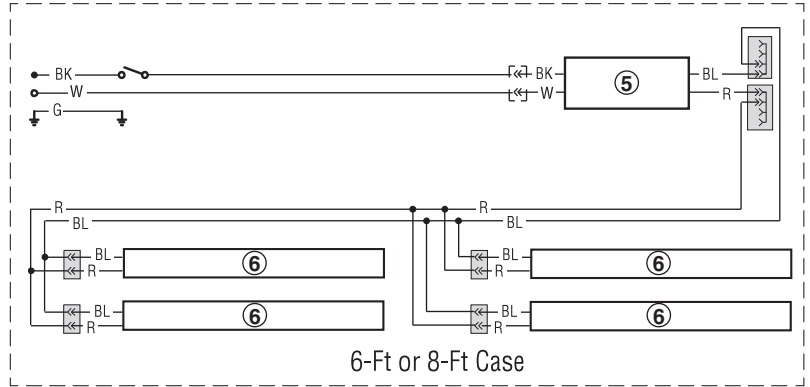 BK BK BL
5
W W R
G
R R
BL BL
BL 6 BL 6
R R
BL 6 BL 6
R R
6-Ft or 8-Ft Case